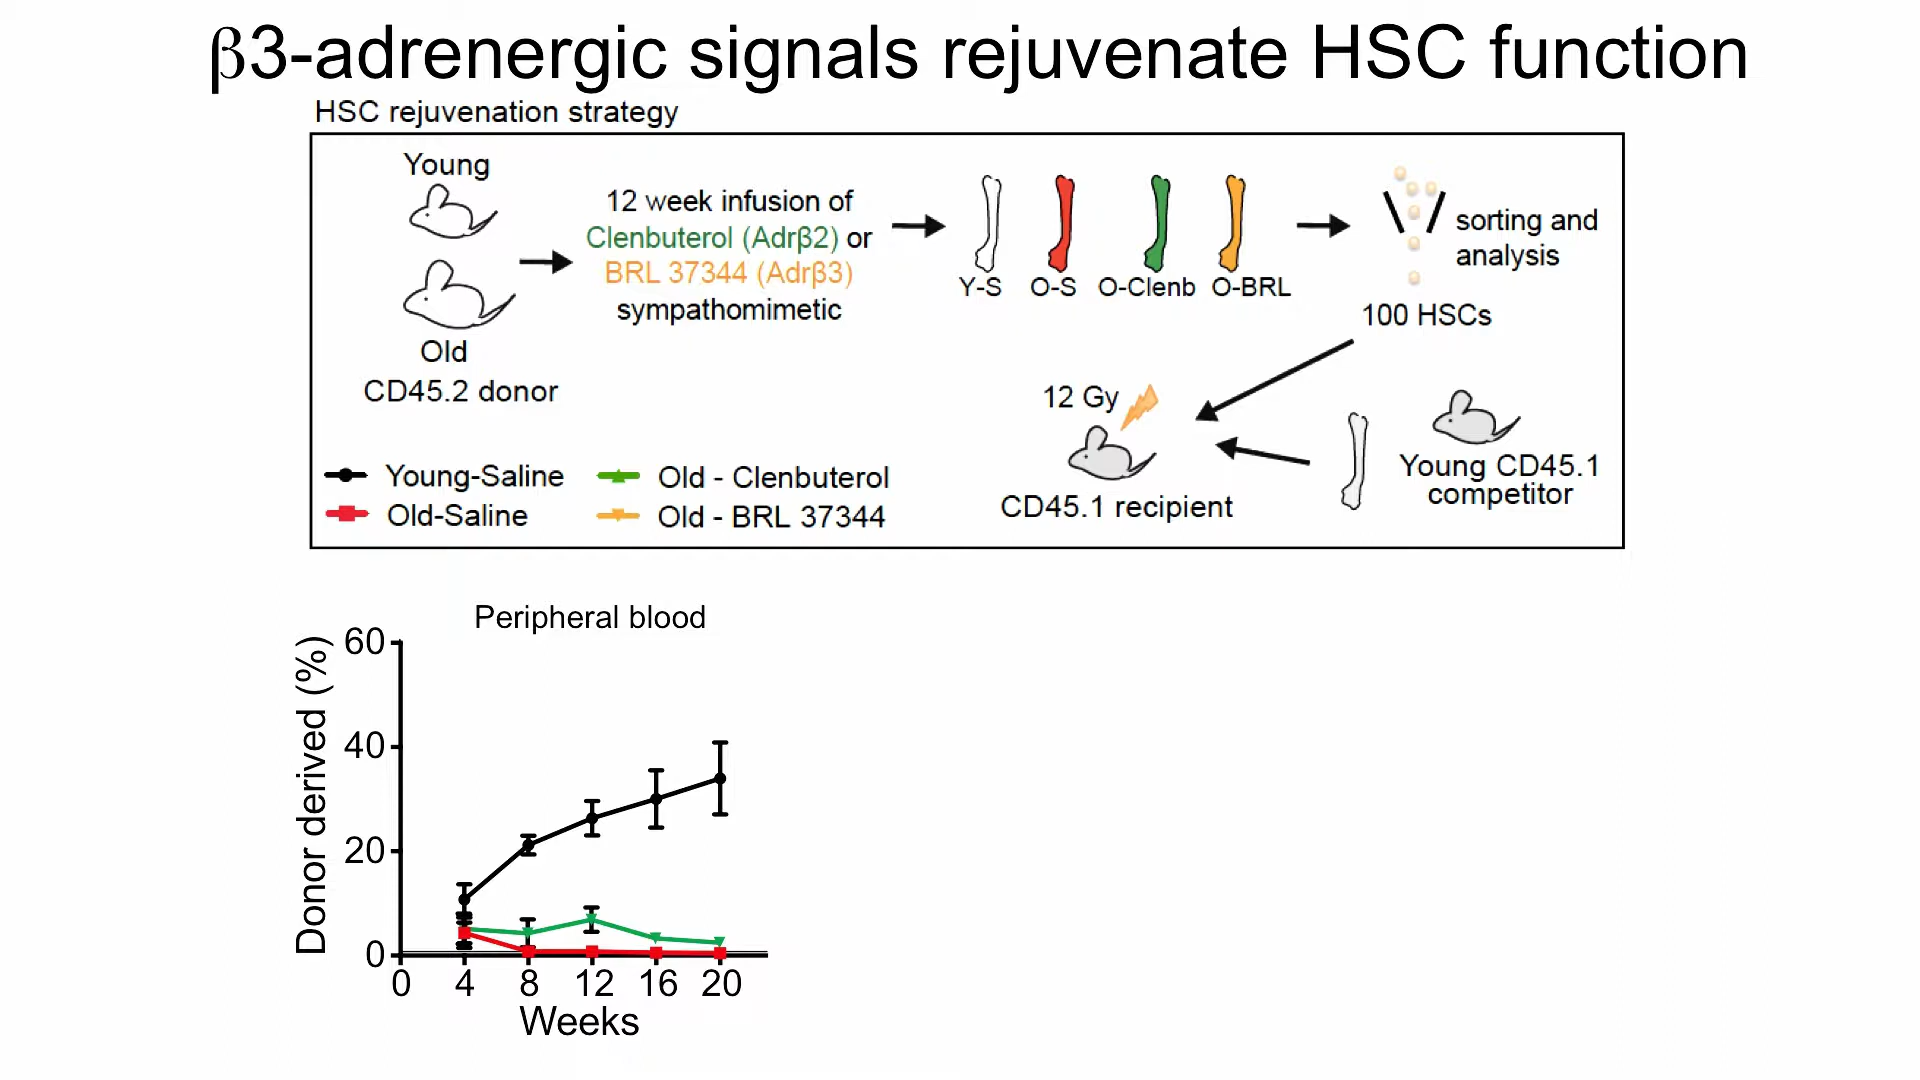 β3-adrenergic signals rejuvenate HSC function
HSC rejuvenation strategy
Young
Old
CD45.2 donor
12 week infusion of
Clenbuterol (Adrβ2) or
BRL 37344 (Adrβ3)
sympathomimetic
Y-S
O-S
O-Clenb
O-BRL
sorting and
analysis
100 HSCs
12 Gy
CD45.1 recipient
Young CD45.1
competitor
Young-Saline
Old-Saline
Old - Clenbuterol
Old - BRL 37344
Peripheral blood
Donor derived (%)
60
40
20
0
0 4 8 12 16 20
Weeks